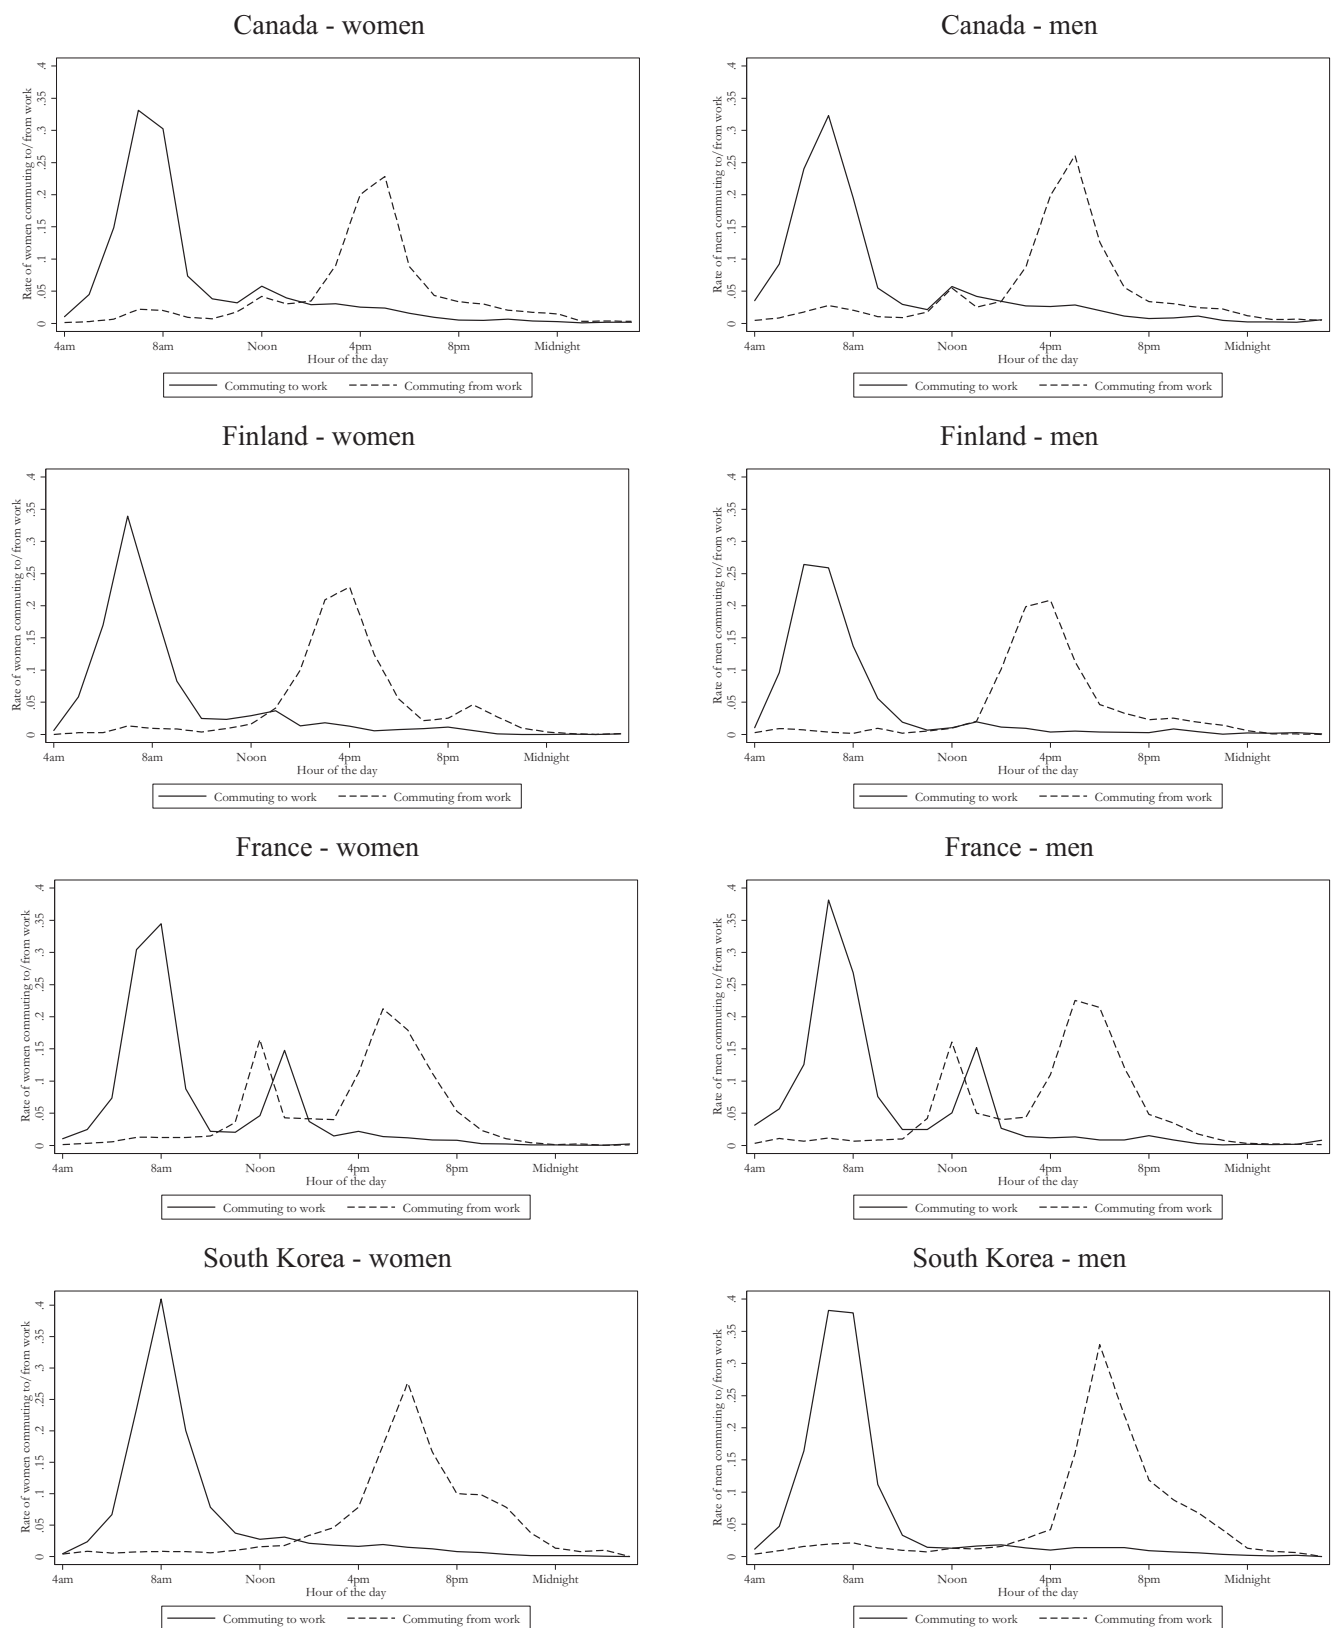 Canada - women
Rate of women commuting to/from work
0 .05 .1 .15 .2 .25 .3 .35 .4
4am 8am Noon 4pm 8pm Midnight
Hour of the day
Commuting to work Commuting from work
Canada - men
Rate of men commuting to/from work
0 .05 .1 .15 .2 .25 .3 .35 .4
4am 8am Noon 4pm 8pm Midnight
Hour of the day
Commuting to work Commuting from work
Finland - women
Rate of women commuting to/from work
0 .05 .1 .15 .2 .25 .3 .35 .4
4am 8am Noon 4pm 8pm Midnight
Hour of the day
Commuting to work Commuting from work
Finland - men
Rate of men commuting to/from work
0 .05 .1 .15 .2 .25 .3 .35 .4
4am 8am Noon 4pm 8pm Midnight
Hour of the day
Commuting to work Commuting from work
France - women
Rate of women commuting to/from work
0 .05 .1 .15 .2 .25 .3 .35 .4
4am 8am Noon 4pm 8pm Midnight
Hour of the day
Commuting to work Commuting from work
France - men
Rate of men commuting to/from work
0 .05 .1 .15 .2 .25 .3 .35 .4
4am 8am Noon 4pm 8pm Midnight
Hour of the day
Commuting to work Commuting from work
South Korea - women
Rate of women commuting to/from work
0 .05 .1 .15 .2 .25 .3 .35 .4
4am 8am Noon 4pm 8pm Midnight
Hour of the day
Commuting to work Commuting from work
South Korea - men
Rate of men commuting to/from work
0 .05 .1 .15 .2 .25 .3 .35 .4
4am 8am Noon 4pm 8pm Midnight
Hour of the day
Commuting to work Commuting from work